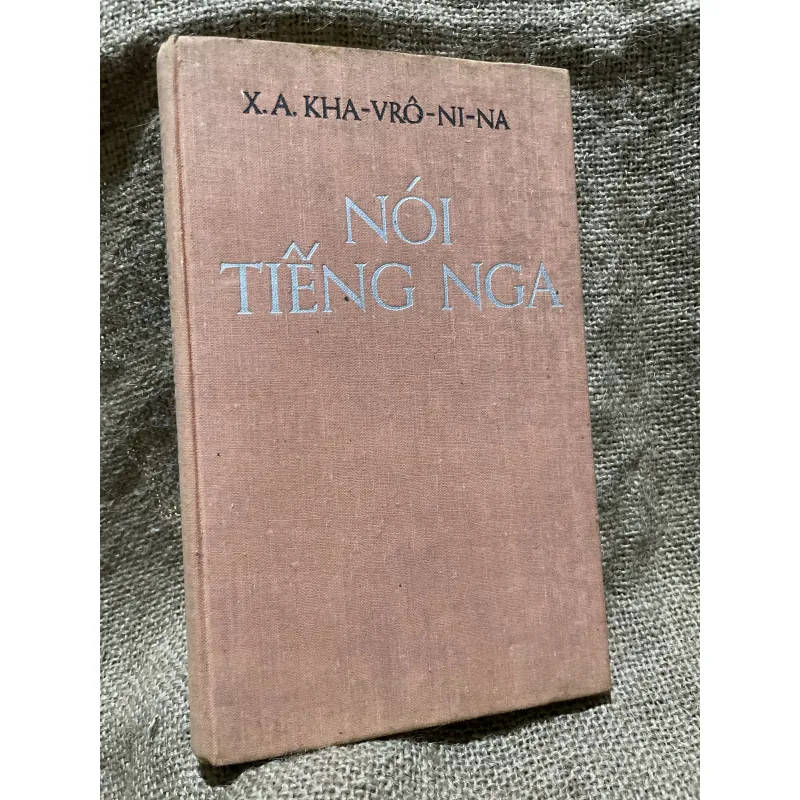 X. A. KHA-VRÔ-NI-NA
NÓI
TIẾNG NGA